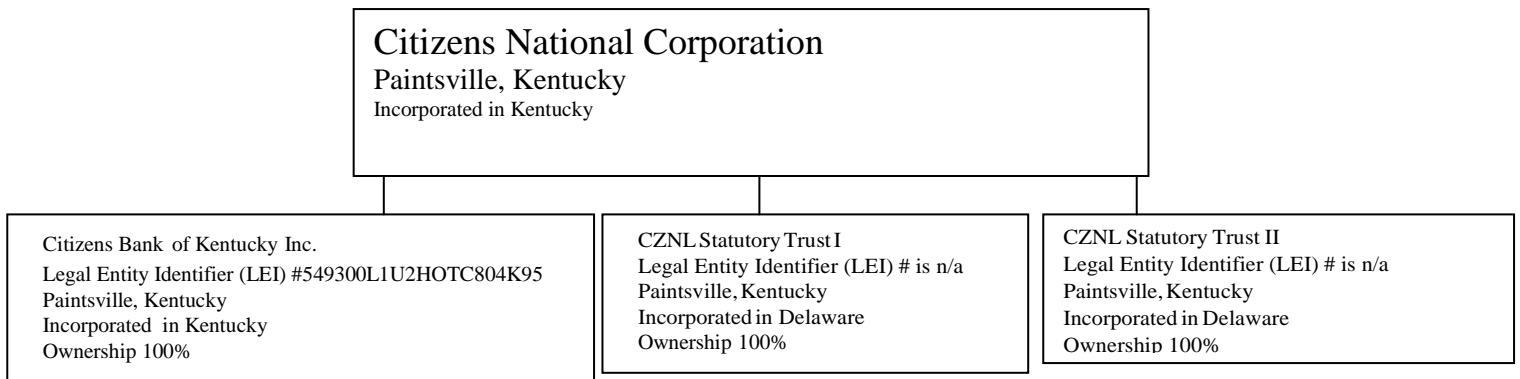 Citizens National Corporation
Paintsville, Kentucky
Incorporated in Kentucky
Citizens Bank of Kentucky Inc.
Legal Entity Identifier (LEI) #549300L1U2HOTC804K95
Paintsville, Kentucky
Incorporated in Kentucky
Ownership 100%
CZNL Statutory Trust I
Legal Entity Identifier (LEI) # is n/a
Paintsville, Kentucky
Incorporated in Delaware
Ownership 100%
CZNL Statutory Trust II
Legal Entity Identifier (LEI) # is n/a
Paintsville, Kentucky
Incorporated in Delaware
Ownership 100%